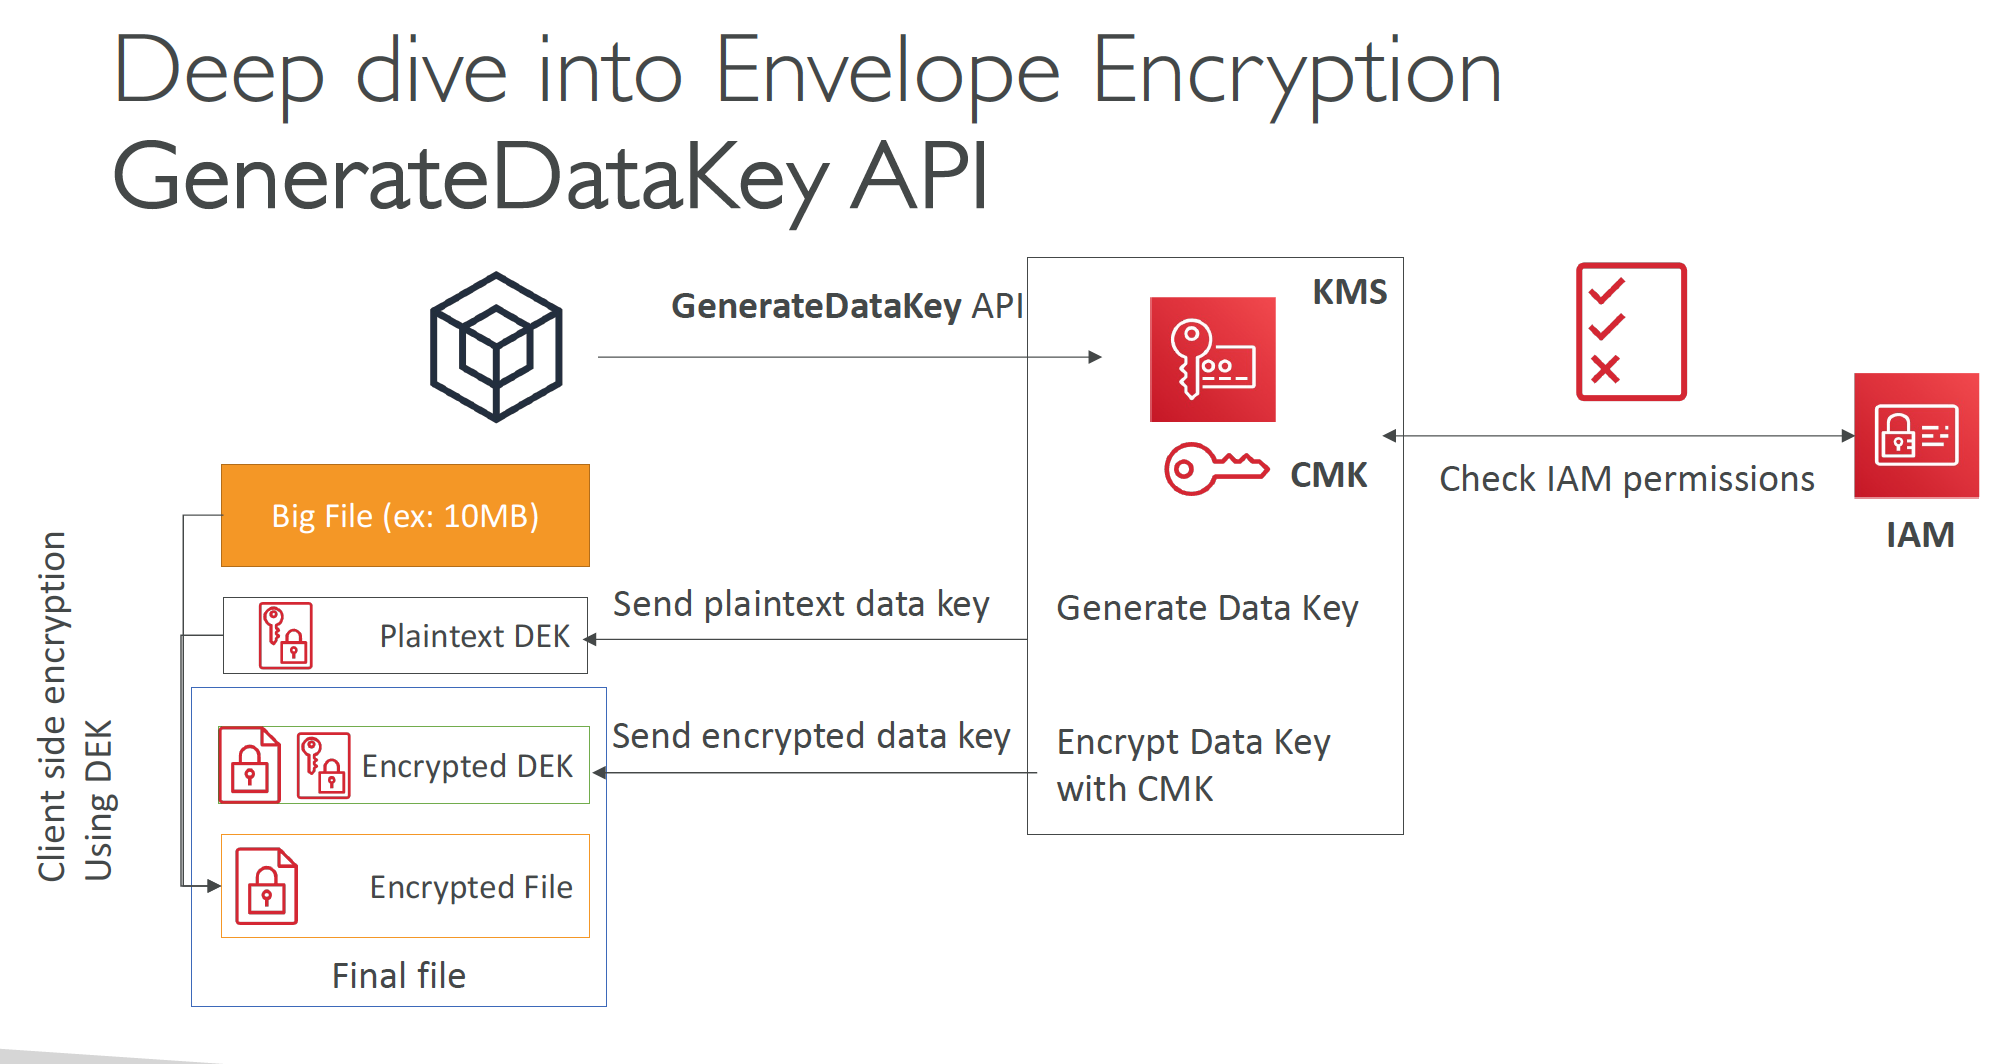 Deep dive into Envelope Encryption
GenerateDataKey API
GenerateDataKey API
KMS
CMK
Check IAM permissions
IAM
Big File (ex: 10MB)
Client side encryption
Using DEK
Plaintext DEK
Send plaintext data key
Generate Data Key
Encrypted DEK
Send encrypted data key
Encrypt Data Key
with CMK
Encrypted File
Final file